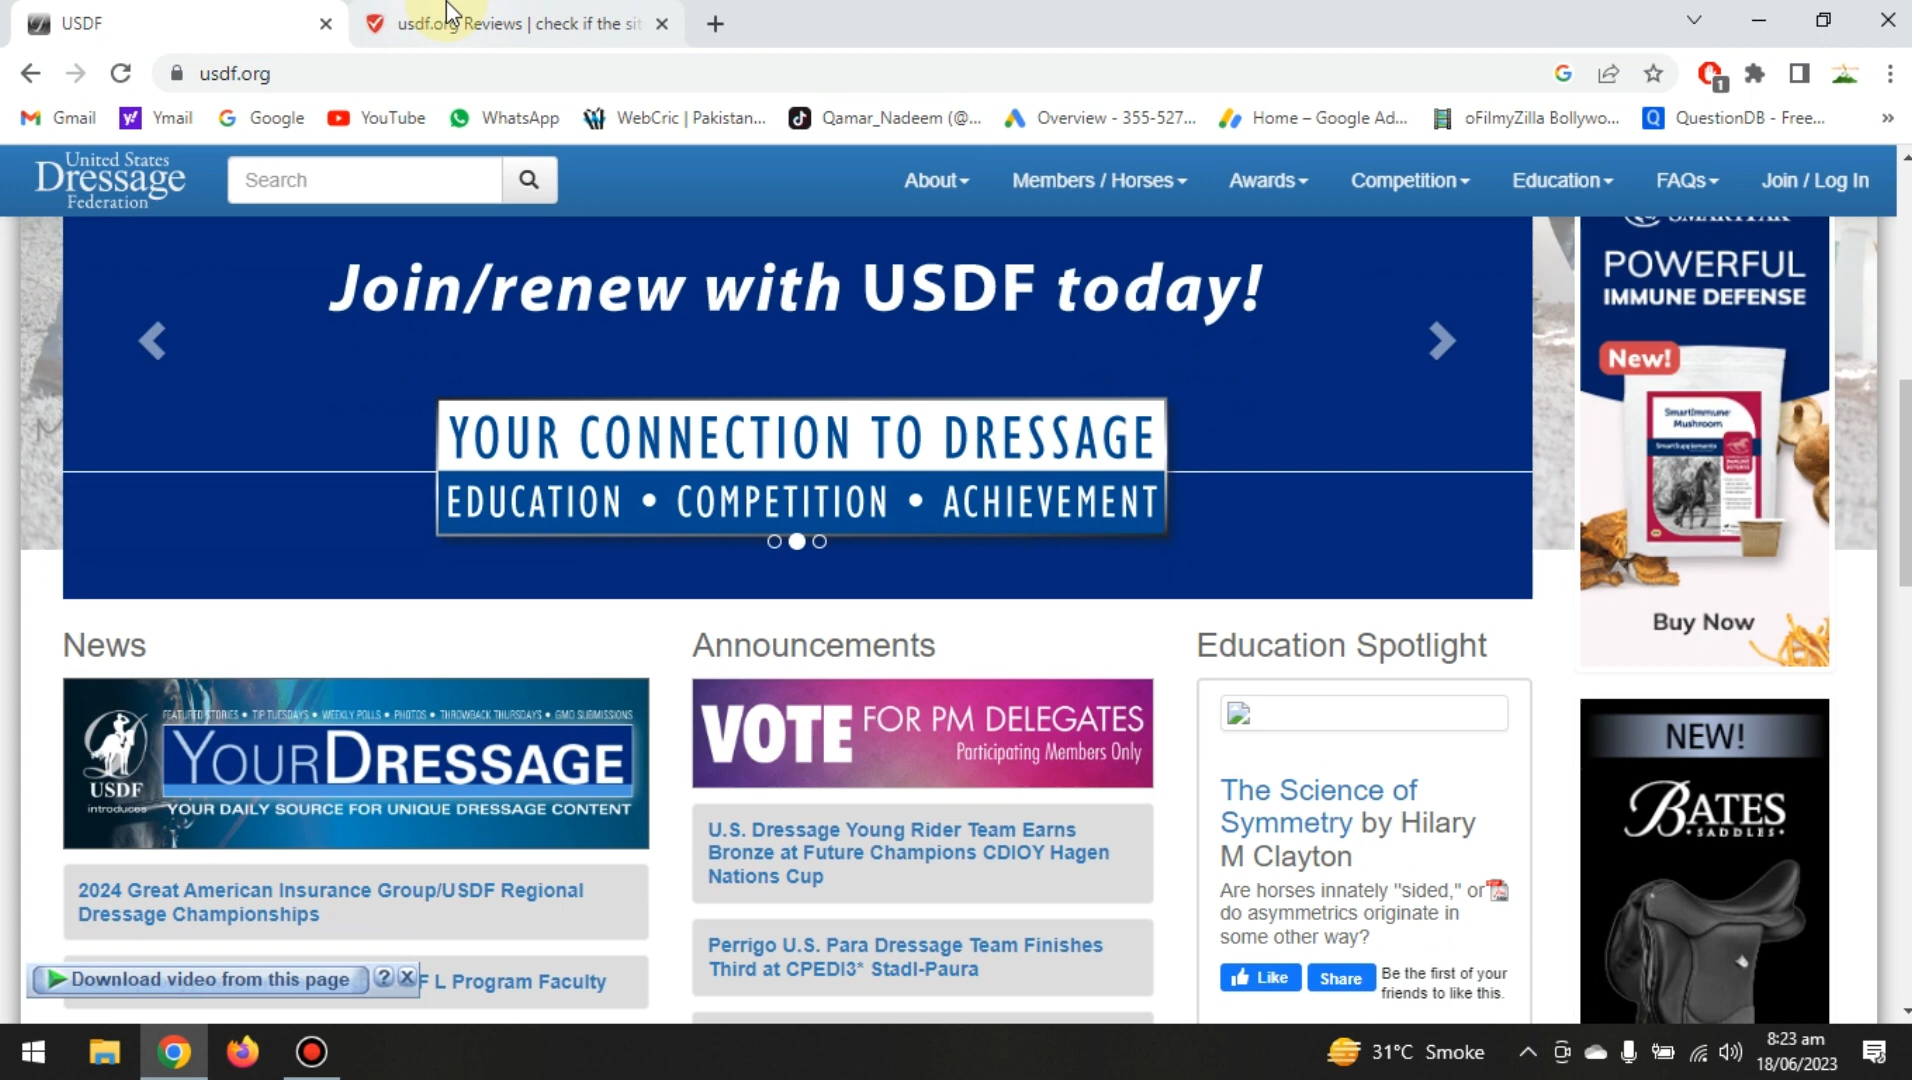 USDF
usdf.org Reviews | check if the sit
usdf.org
1
Gmail
Ymail
Google
YouTube
WhatsApp
WebCric | Pakistan...
Qamar_Nadeem (@...
Overview - 355-527...
Home – Google Ad...
oFilmyZilla Bollywo...
QuestionDB - Free...
»
United States
Dressage
Federation
Search
About
Members / Horses
Awards
Competition
Education
FAQs
Join / Log In
Join/renew with USDF today!
YOUR CONNECTION TO DRESSAGE
EDUCATION • COMPETITION • ACHIEVEMENT
SMARTPAK
POWERFUL
IMMUNE DEFENSE
New!
SmartImmune
Mushroom
SmartSupplements
Buy Now
News
FEATURED STORIES • TIP TUESDAYS • WEEKLY POLLS • PHOTOS • THROWBACK THURSDAYS • GMO SUBMISSIONS
YOURDRESSAGE
USDF
introduces
YOUR DAILY SOURCE FOR UNIQUE DRESSAGE CONTENT
2024 Great American Insurance Group/USDF Regional
Dressage Championships
Download video from this page ? X
F L Program Faculty
Announcements
VOTE FOR PM DELEGATES
Participating Members Only
U.S. Dressage Young Rider Team Earns
Bronze at Future Champions CDIOY Hagen
Nations Cup
Perrigo U.S. Para Dressage Team Finishes
Third at CPEDI3* Stadl-Paura
Education Spotlight
The Science of
Symmetry by Hilary
M Clayton
Are horses innately "sided," or
do asymmetrics originate in
some other way?
Like
Share
Be the first of your
friends to like this.
NEW!
BATES
•SADDLES•
31°C Smoke
8:23 am
18/06/2023